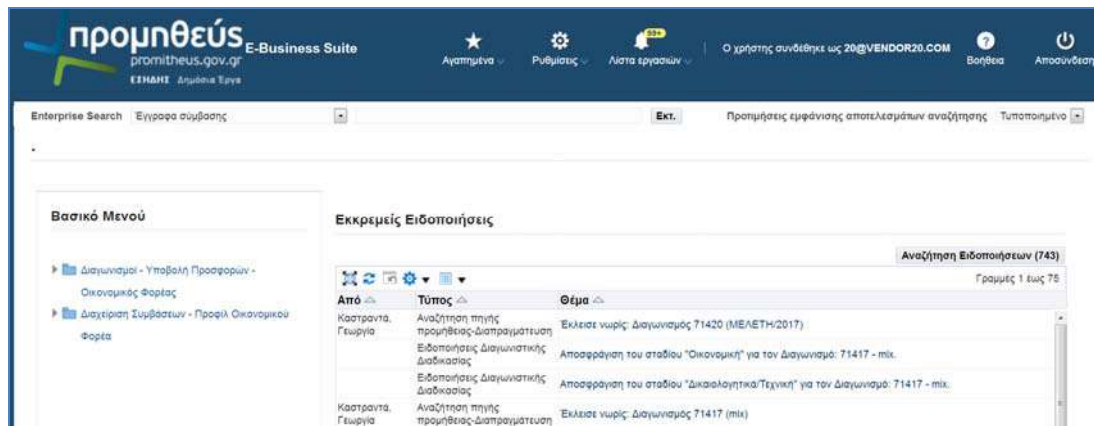 προμηθεύς E-Business Suite
promitheus.gov.gr
ΕΣΗΔΗΣ Δημόσια Έργα
Αγαπημένα
Ρυθμίσεις
99+
Λίστα εργασιών
Ο χρήστης συνδέθηκε ως 20@VENDOR20.COM
Βοήθεια
Αποσύνδεση
Enterprise Search Έγγραφα σύμβασης Εκτ. Προτιμήσεις εμφάνισης αποτελεσμάτων αναζήτησης Τυποποιημένο
Βασικό Μενού
Διαγωνισμοί - Υποβολή Προσφορών -
Οικονομικός Φορέας
Διαχείριση Συμβάσεων - Προφίλ Οικονομικού
Φορέα
Εκκρεμείς Ειδοποιήσεις
Αναζήτηση Ειδοποιήσεων (743)
Γραμμές 1 έως 75
Από Τύπος Θέμα
Καστραντά, Αναζήτηση πηγής
Γεωργία προμήθειας-Διαπραγμάτευση Έκλεισε νωρίς: Διαγωνισμός 71420 (ΜΕΛΕΤΗ/2017)
Ειδοποιήσεις Διαγωνιστικής
Διαδικασίας Αποσφράγιση του σταδίου "Οικονομική" για τον Διαγωνισμό: 71417 - mix.
Ειδοποιήσεις Διαγωνιστικής
Διαδικασίας Αποσφράγιση του σταδίου "Δικαιολογητικά/Τεχνική" για τον Διαγωνισμό: 71417 - mix.
Καστραντά, Αναζήτηση πηγής
Γεωργία προμήθειας-Διαπραγμάτευση Έκλεισε νωρίς: Διαγωνισμός 71417 (mix)